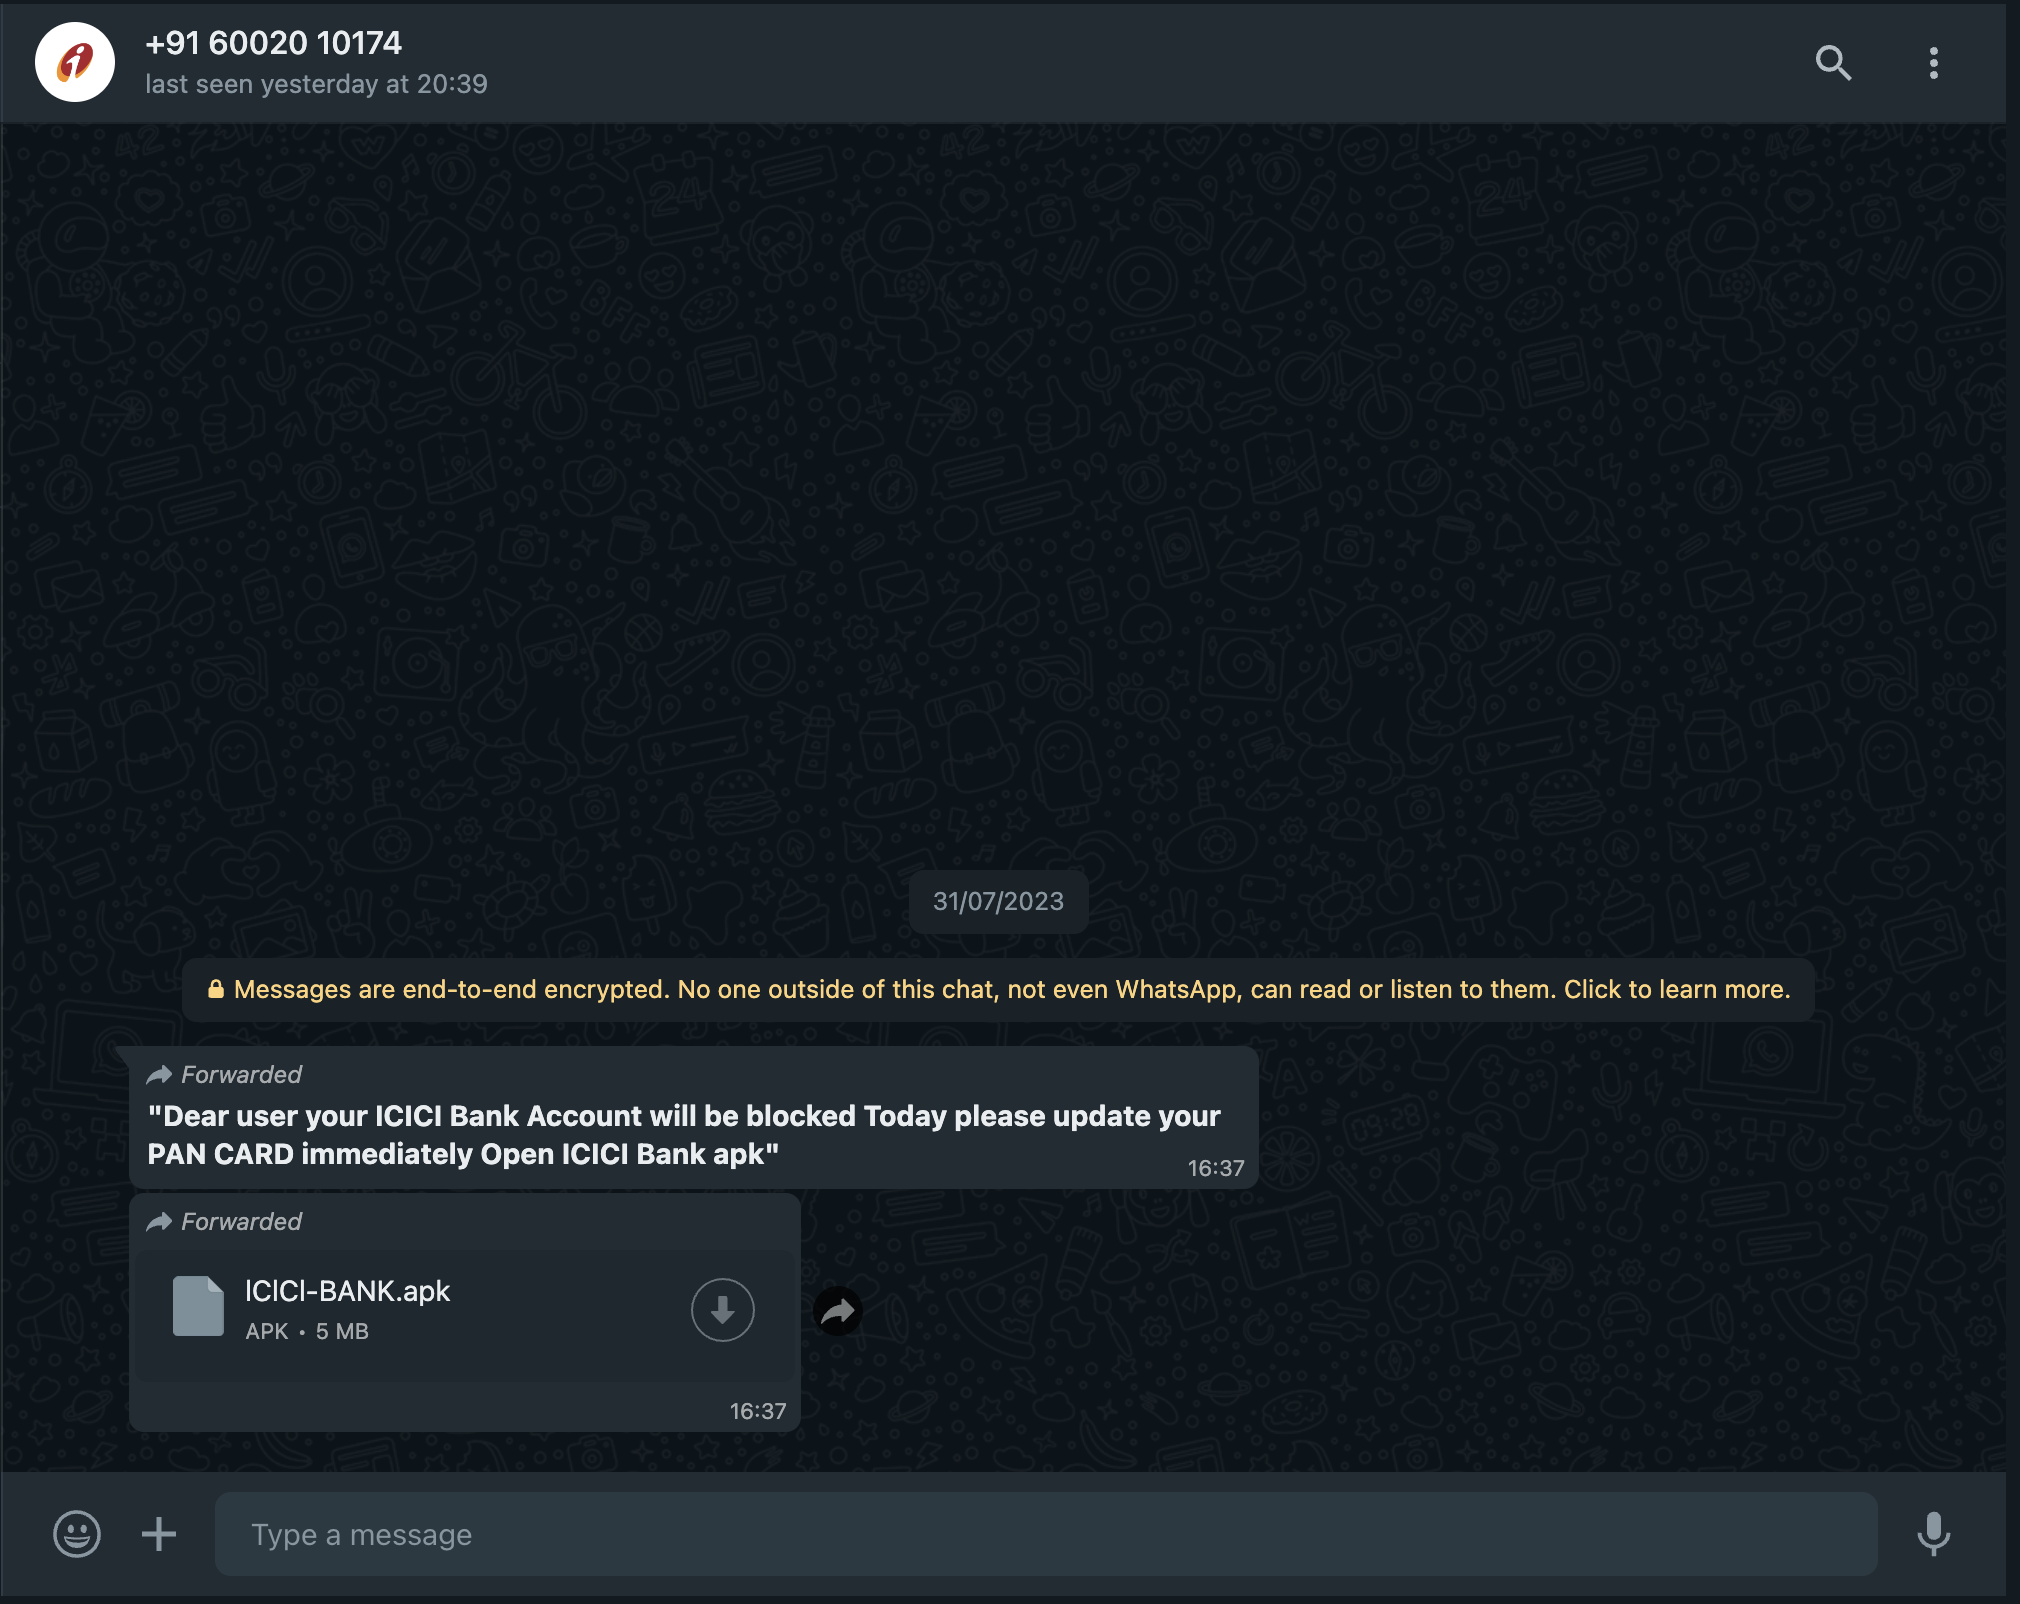 +91 60020 10174
last seen yesterday at 20:39
31/07/2023
Messages are end-to-end encrypted. No one outside of this chat, not even WhatsApp, can read or listen to them. Click to learn more.
Forwarded
"Dear user your ICICI Bank Account will be blocked Today please update your
PAN CARD immediately Open ICICI Bank apk"
16:37
Forwarded
ICICI-BANK.apk
APK • 5 MB
16:37
Type a message